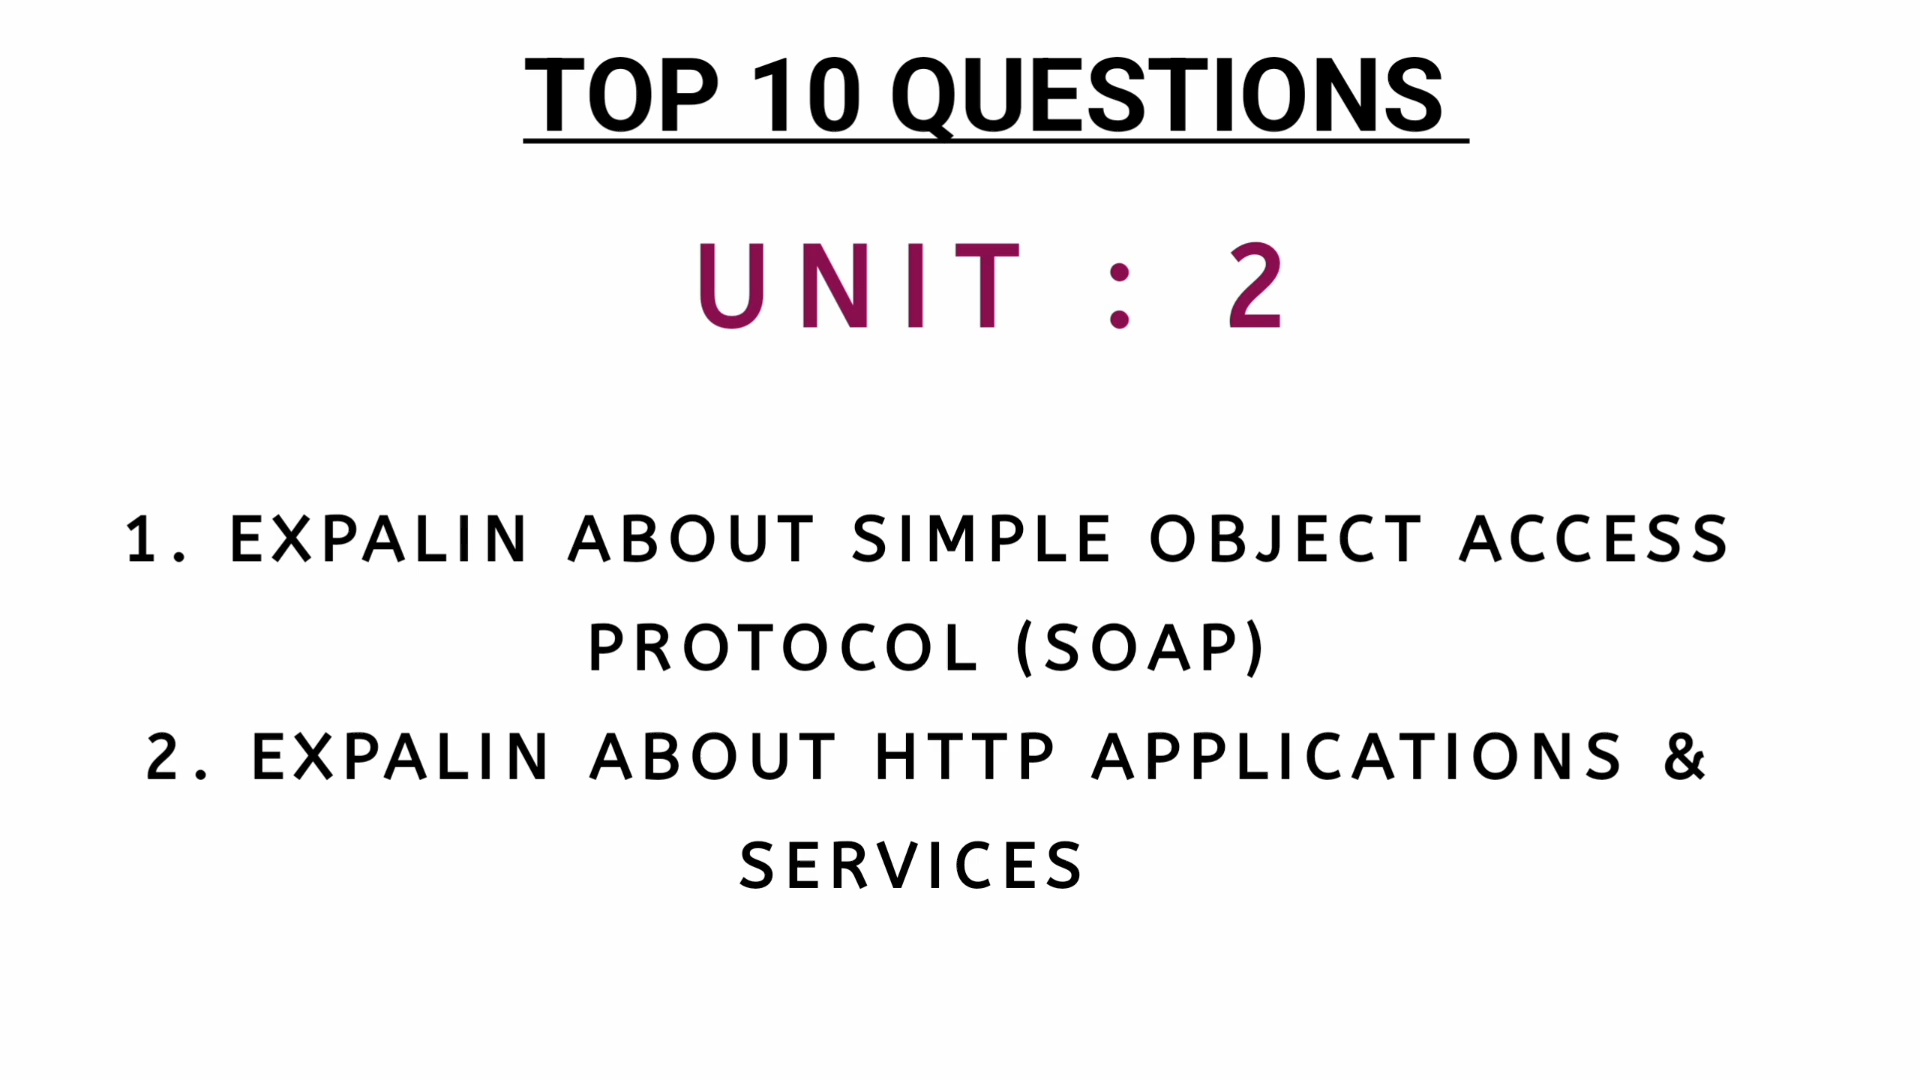 TOP 10 QUESTIONS
UNIT : 2
1. EXPALIN ABOUT SIMPLE OBJECT ACCESS
PROTOCOL (SOAP)
2. EXPALIN ABOUT HTTP APPLICATIONS &
SERVICES